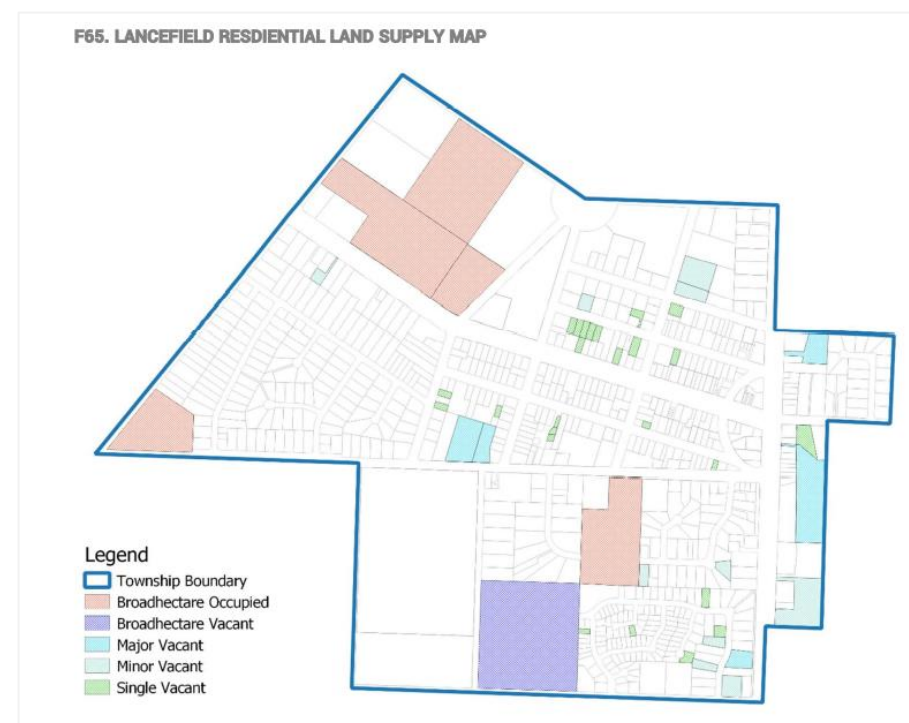 F65. LANCEFIELD RESDIENTIAL LAND SUPPLY MAP
Legend
Township Boundary
Broadhectare Occupied
Broadhectare Vacant
Major Vacant
Minor Vacant
Single Vacant